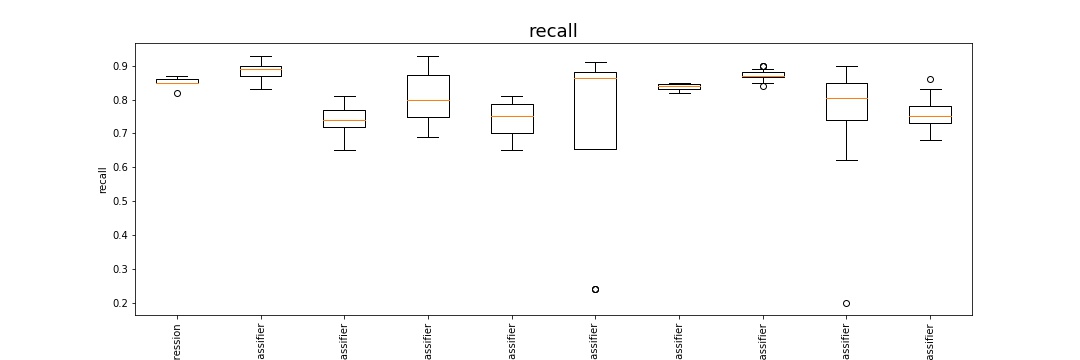 recall
recall
0.9
0.8
0.7
0.6
0.5
0.4
0.3
0.2
ression
assifier
assifier
assifier
assifier
assifier
assifier
assifier
assifier
assifier